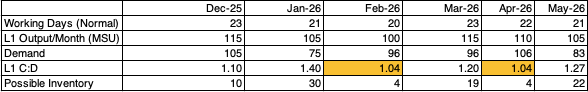 Dec-25 Jan-26 Feb-26 Mar-26 Apr-26 May-26
Working Days (Normal) 23 21 20 23 22 21
L1 Output/Month (MSU) 115 105 100 115 110 105
Demand 105 75 96 96 106 83
L1 C:D 1.10 1.40 1.04 1.20 1.04 1.27
Possible Inventory 10 30 4 19 4 22